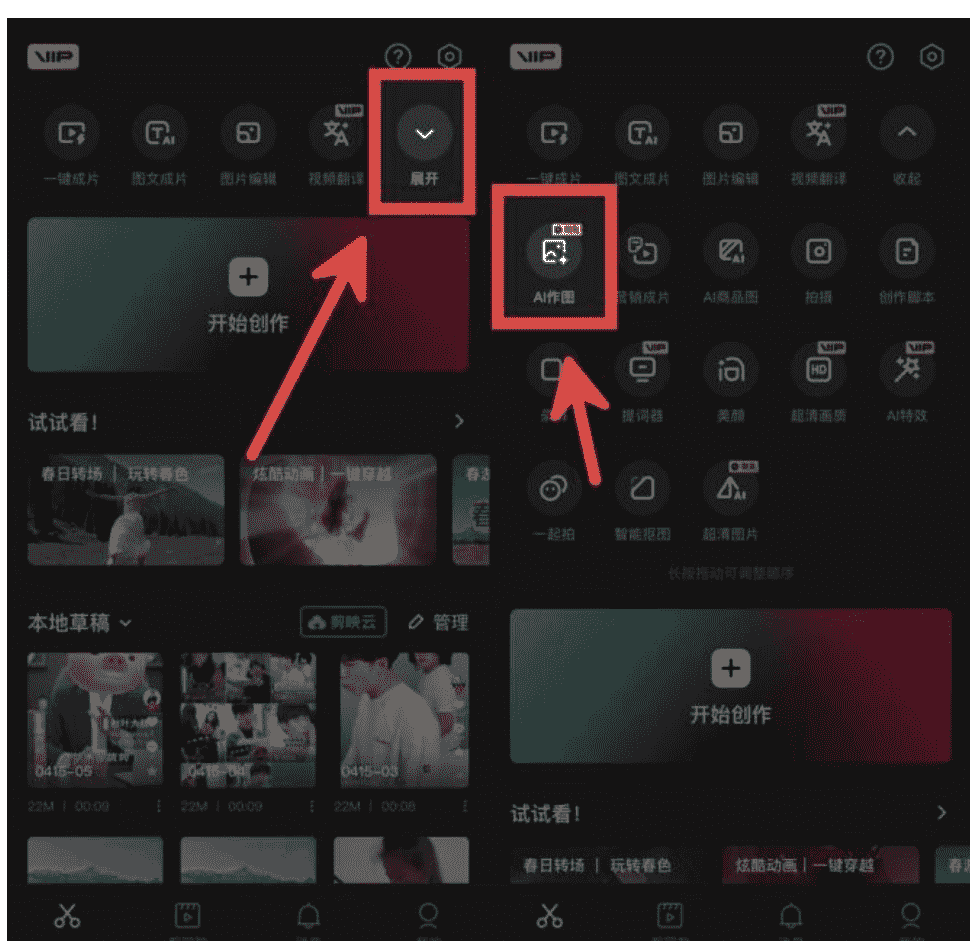 VIP
一键成片 图文成片 图片编辑 视频翻译 展开
VIP
开始创作
试试看!
春日转场 | 玩转春色
炫酷动画 | 一键穿越
本地草稿 剪映云 管理
0415-05 0415-04 0415-03
22M | 00:09 22M | 00:09 22M | 00:08
VIP
一键成片 图文成片 图片编辑 视频翻译 收起
VIP
AI作图 营销成片 AI商品图 拍摄 创作脚本
提词器 美颜 超清画质 AI特效
VIP VIP HD VIP
一起拍 智能抠图 超清图片
长按拖动可调整顺序
开始创作
试试看!
春日转场 | 玩转春色 炫酷动画 | 一键穿越